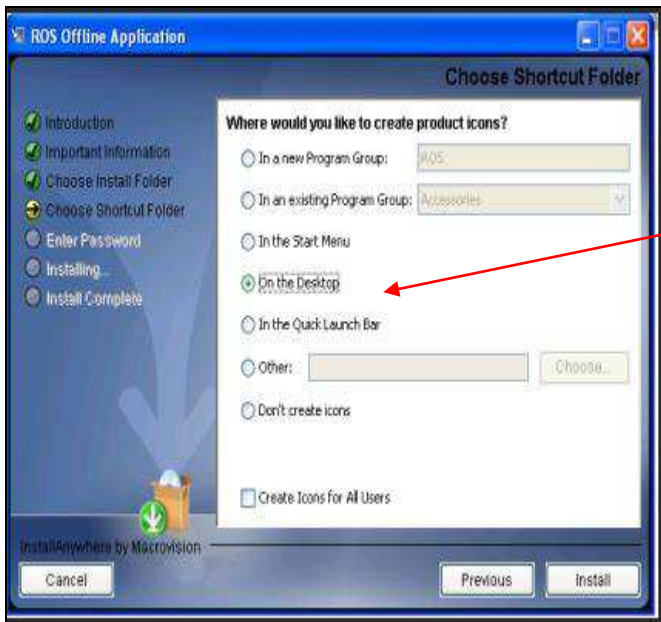 ROS Offline Application
Choose Shortcut Folder
Introduction
Important Information
Choose Install Folder
Choose Shortcut Folder
Enter Password
Installing...
Install Complete
Where would you like to create product icons?
In a new Program Group: ROS
In an existing Program Group: Accessories
In the Start Menu
On the Desktop
In the Quick Launch Bar
Other: Choose...
Don't create icons
Create Icons for All Users
InstallAnywhere by Macrovision
Cancel Previous Install